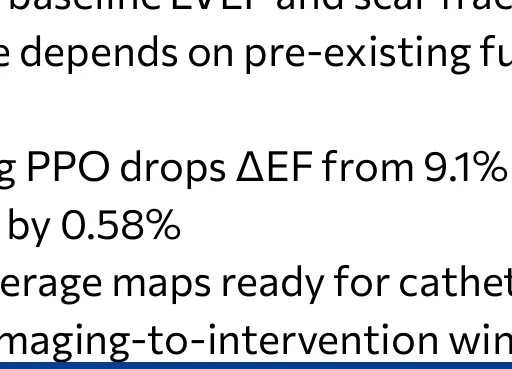 baseline LVEF and scar
e depends on pre-existing fu
g PPO drops ΔEF from 9.1%
by 0.58%
erage maps ready for cathet
maging-to-intervention win